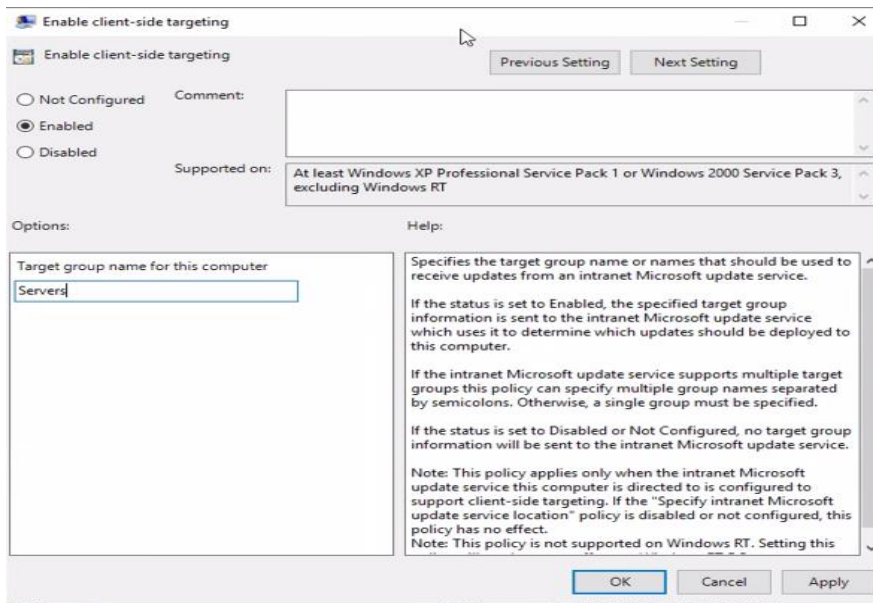 Enable client-side targeting
Enable client-side targeting
Previous Setting
Next Setting
Not Configured
Comment:
Enabled
Disabled
Supported on:
At least Windows XP Professional Service Pack 1 or Windows 2000 Service Pack 3,
excluding Windows RT
Options:
Help:
Target group name for this computer
Servers
Specifies the target group name or names that should be used to
receive updates from an intranet Microsoft update service.
If the status is set to Enabled, the specified target group
information is sent to the intranet Microsoft update service
which uses it to determine which updates should be deployed to
this computer.
If the intranet Microsoft update service supports multiple target
groups this policy can specify multiple group names separated
by semicolons. Otherwise, a single group must be specified.
If the status is set to Disabled or Not Configured, no target group
information will be sent to the intranet Microsoft update service.
Note: This policy applies only when the intranet Microsoft
update service this computer is directed to is configured to
support client-side targeting. If the "Specify intranet Microsoft
update service location" policy is disabled or not configured, this
policy has no effect.
Note: This policy is not supported on Windows RT. Setting this
OK
Cancel
Apply